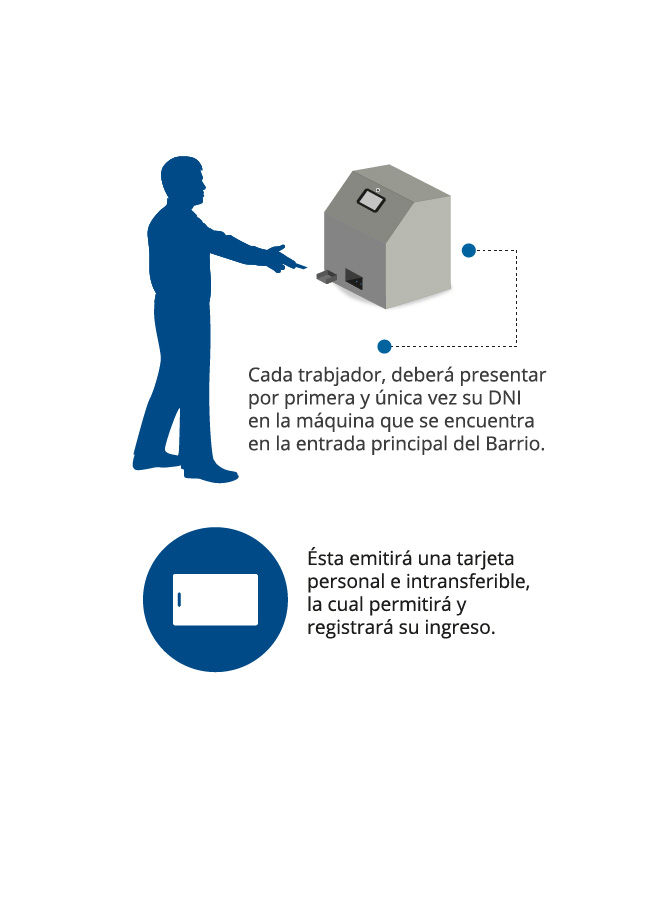 Cada trabjador, deberá presentar
por primera y única vez su DNI
en la máquina que se encuentra
en la entrada principal del Barrio.
Ésta emitirá una tarjeta
personal e intransferible,
la cual permitirá y
registrará su ingreso.